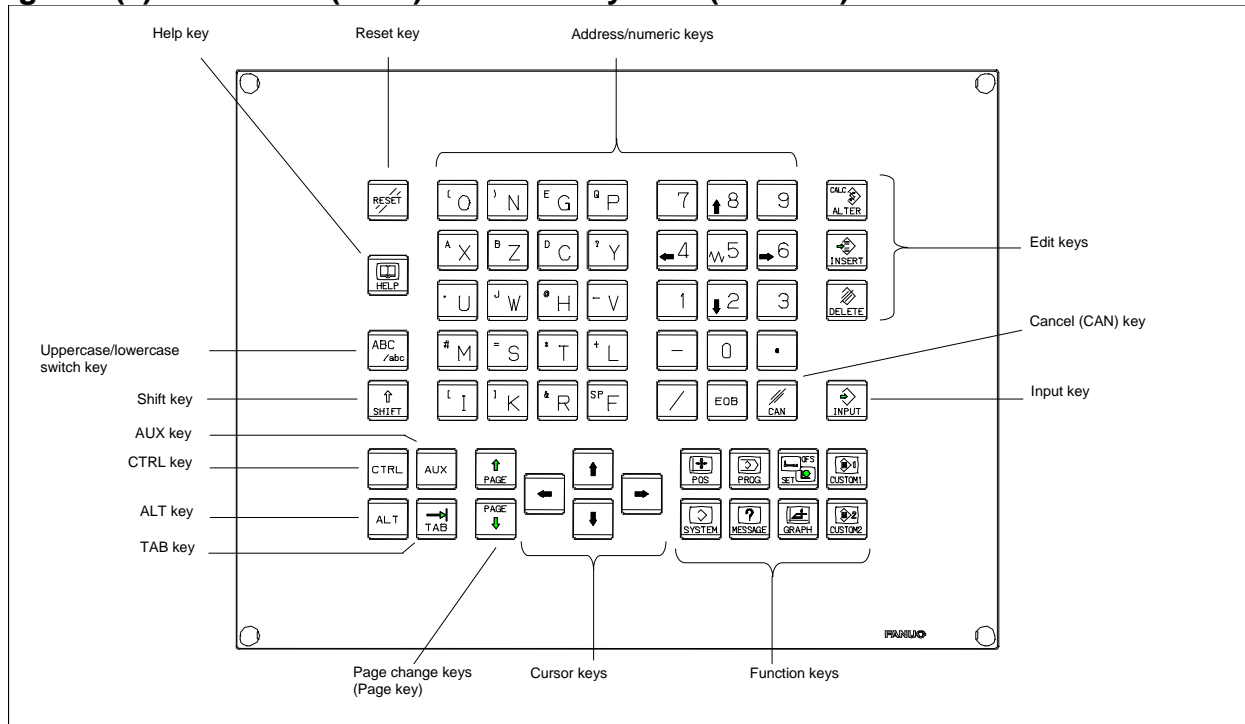 Help key
Reset key
Address/numeric keys
RESET
( O
) N
E G
Q P
7
8
9
CALC ALTER
A X
B Z
D C
? Y
4
5
6
INSERT
Edit keys
HELP
U
J W
@ H
- V
1
2
3
DELETE
Cancel (CAN) key
Uppercase/lowercase
switch key
ABC
/abc
# M
= S
* T
+ L
-
0
.
Shift key
SHIFT
[ I
] K
& R
SP F
/
EOB
CAN
INPUT
Input key
AUX key
CTRL key
CTRL
AUX
PAGE
POS
PROG
OFS
SET
CUSTOM1
ALT key
ALT
TAB
PAGE
SYSTEM
? MESSAGE
GRAPH
CUSTOM2
TAB key
FANUC
Page change keys
(Page key)
Cursor keys
Function keys